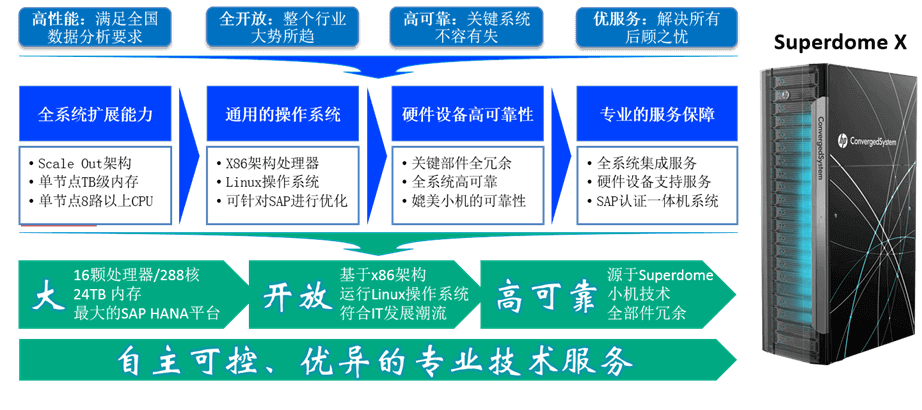 高性能：满足全国
数据分析要求
全开放：整个行业
大势所趋
高可靠：关键系统
不容有失
优服务：解决所有
后顾之忧
Superdome X
全系统扩展能力
通用的操作系统
硬件设备高可靠性
专业的服务保障
• Scale Out架构
• 单节点TB级内存
• 单节点8路以上CPU
• X86架构处理器
• Linux操作系统
• 可针对SAP进行优化
• 关键部件全冗余
• 全系统高可靠
• 媲美小机的可靠性
• 全系统集成服务
• 硬件设备支持服务
• SAP认证一体机系统
大
16颗处理器/288核
24TB 内存
最大的SAP HANA平台
开放
基于x86架构
运行Linux操作系统
符合IT发展潮流
高可靠
源于Superdome
小机技术
全部件冗余
自主可控、优异的专业技术服务
ConvergedSystem
hp ConvergedSystem